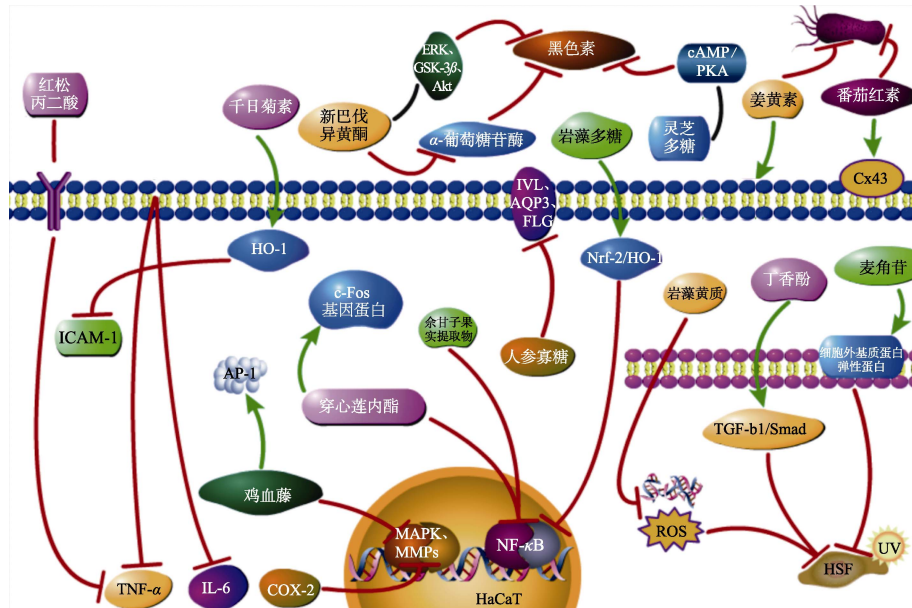 红松
丙二酸
千日菊素
新巴伐
异黄酮
ERK、
GSK-3β、
Akt
黑色素
α-葡萄糖苷酶
cAMP/
PKA
灵芝
多糖
岩藻多糖
姜黄素
番茄红素
Cx43
IVL、
AQP3、
FLG
HO-1
Nrf-2/HO-1
ICAM-1
c-Fos
基因蛋白
余甘子果
实提取物
人参寡糖
岩藻黄质
丁香酚
麦角苷
细胞外基质蛋白
弹性蛋白
AP-1
穿心莲内酯
TGF-b1/Smad
鸡血藤
MAPK、
MMPs
NF-κB
ROS
UV
HSF
TNF-α
IL-6
COX-2
HaCaT